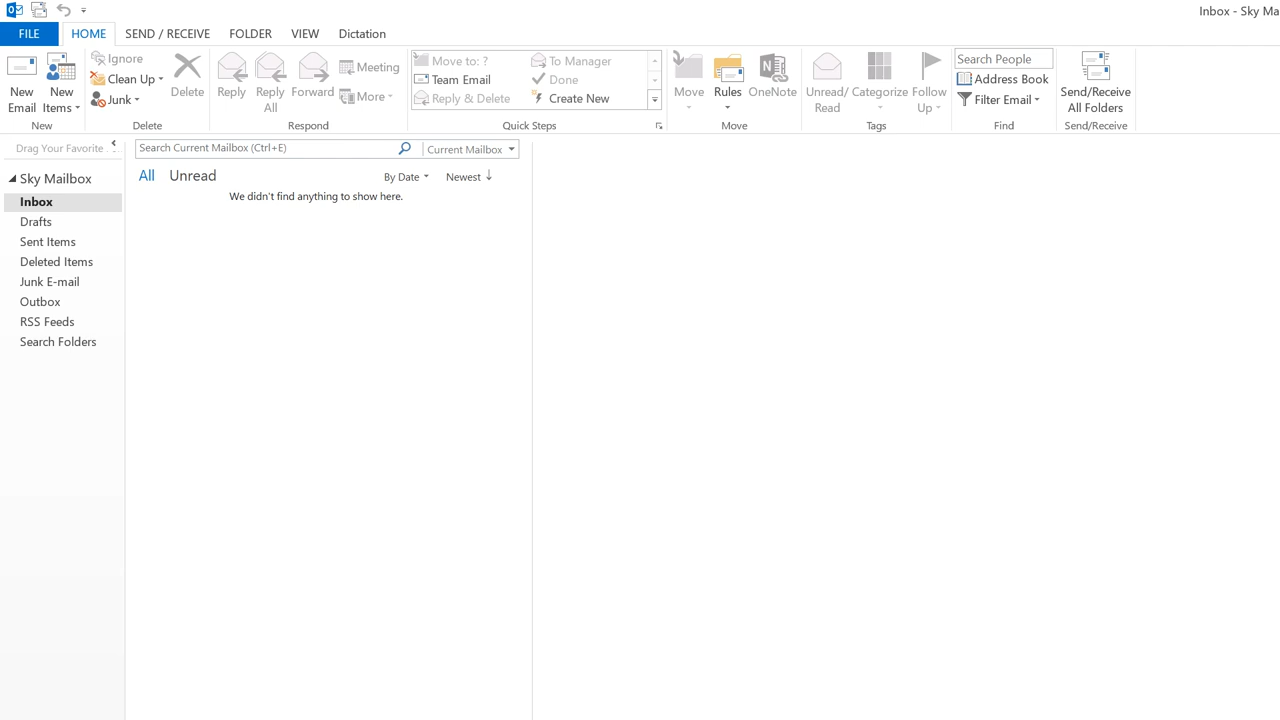 Inbox - Sky Ma
FILE HOME SEND / RECEIVE FOLDER VIEW Dictation
New Email
New Items
New
Ignore
Clean Up
Junk
Delete
Delete
Reply
Reply All
Forward
Meeting
More
Respond
Move to: ?
Team Email
Reply & Delete
To Manager
Done
Create New
Quick Steps
Move
Rules
OneNote
Move
Unread/ Read
Categorize
Follow Up
Tags
Search People
Address Book
Filter Email
Find
Send/Receive All Folders
Send/Receive
Drag Your Favorite .
Search Current Mailbox (Ctrl+E)
Current Mailbox
All Unread By Date Newest
We didn't find anything to show here.
Sky Mailbox
Inbox
Drafts
Sent Items
Deleted Items
Junk E-mail
Outbox
RSS Feeds
Search Folders